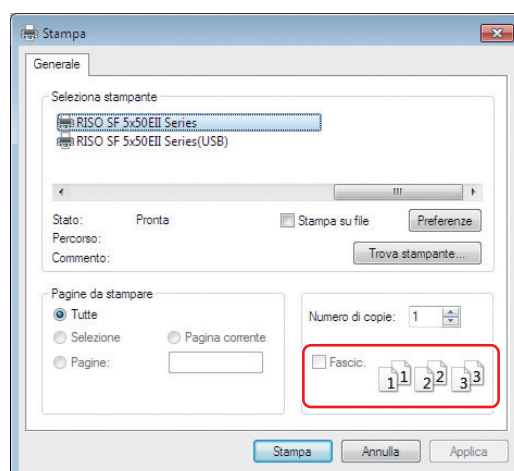 Stampa
Generale
Seleziona stampante
RISO SF 5x50EII Series
RISO SF 5x50EII Series(USB)
Stato: Pronta
Stampa su file
Preferenze
Percorso:
Commento:
Trova stampante...
Pagine da stampare
Tutte
Selezione
Pagina corrente
Pagine:
Numero di copie: 1
Fascic.
1 1 2 2 3 3
Stampa Annulla Applica